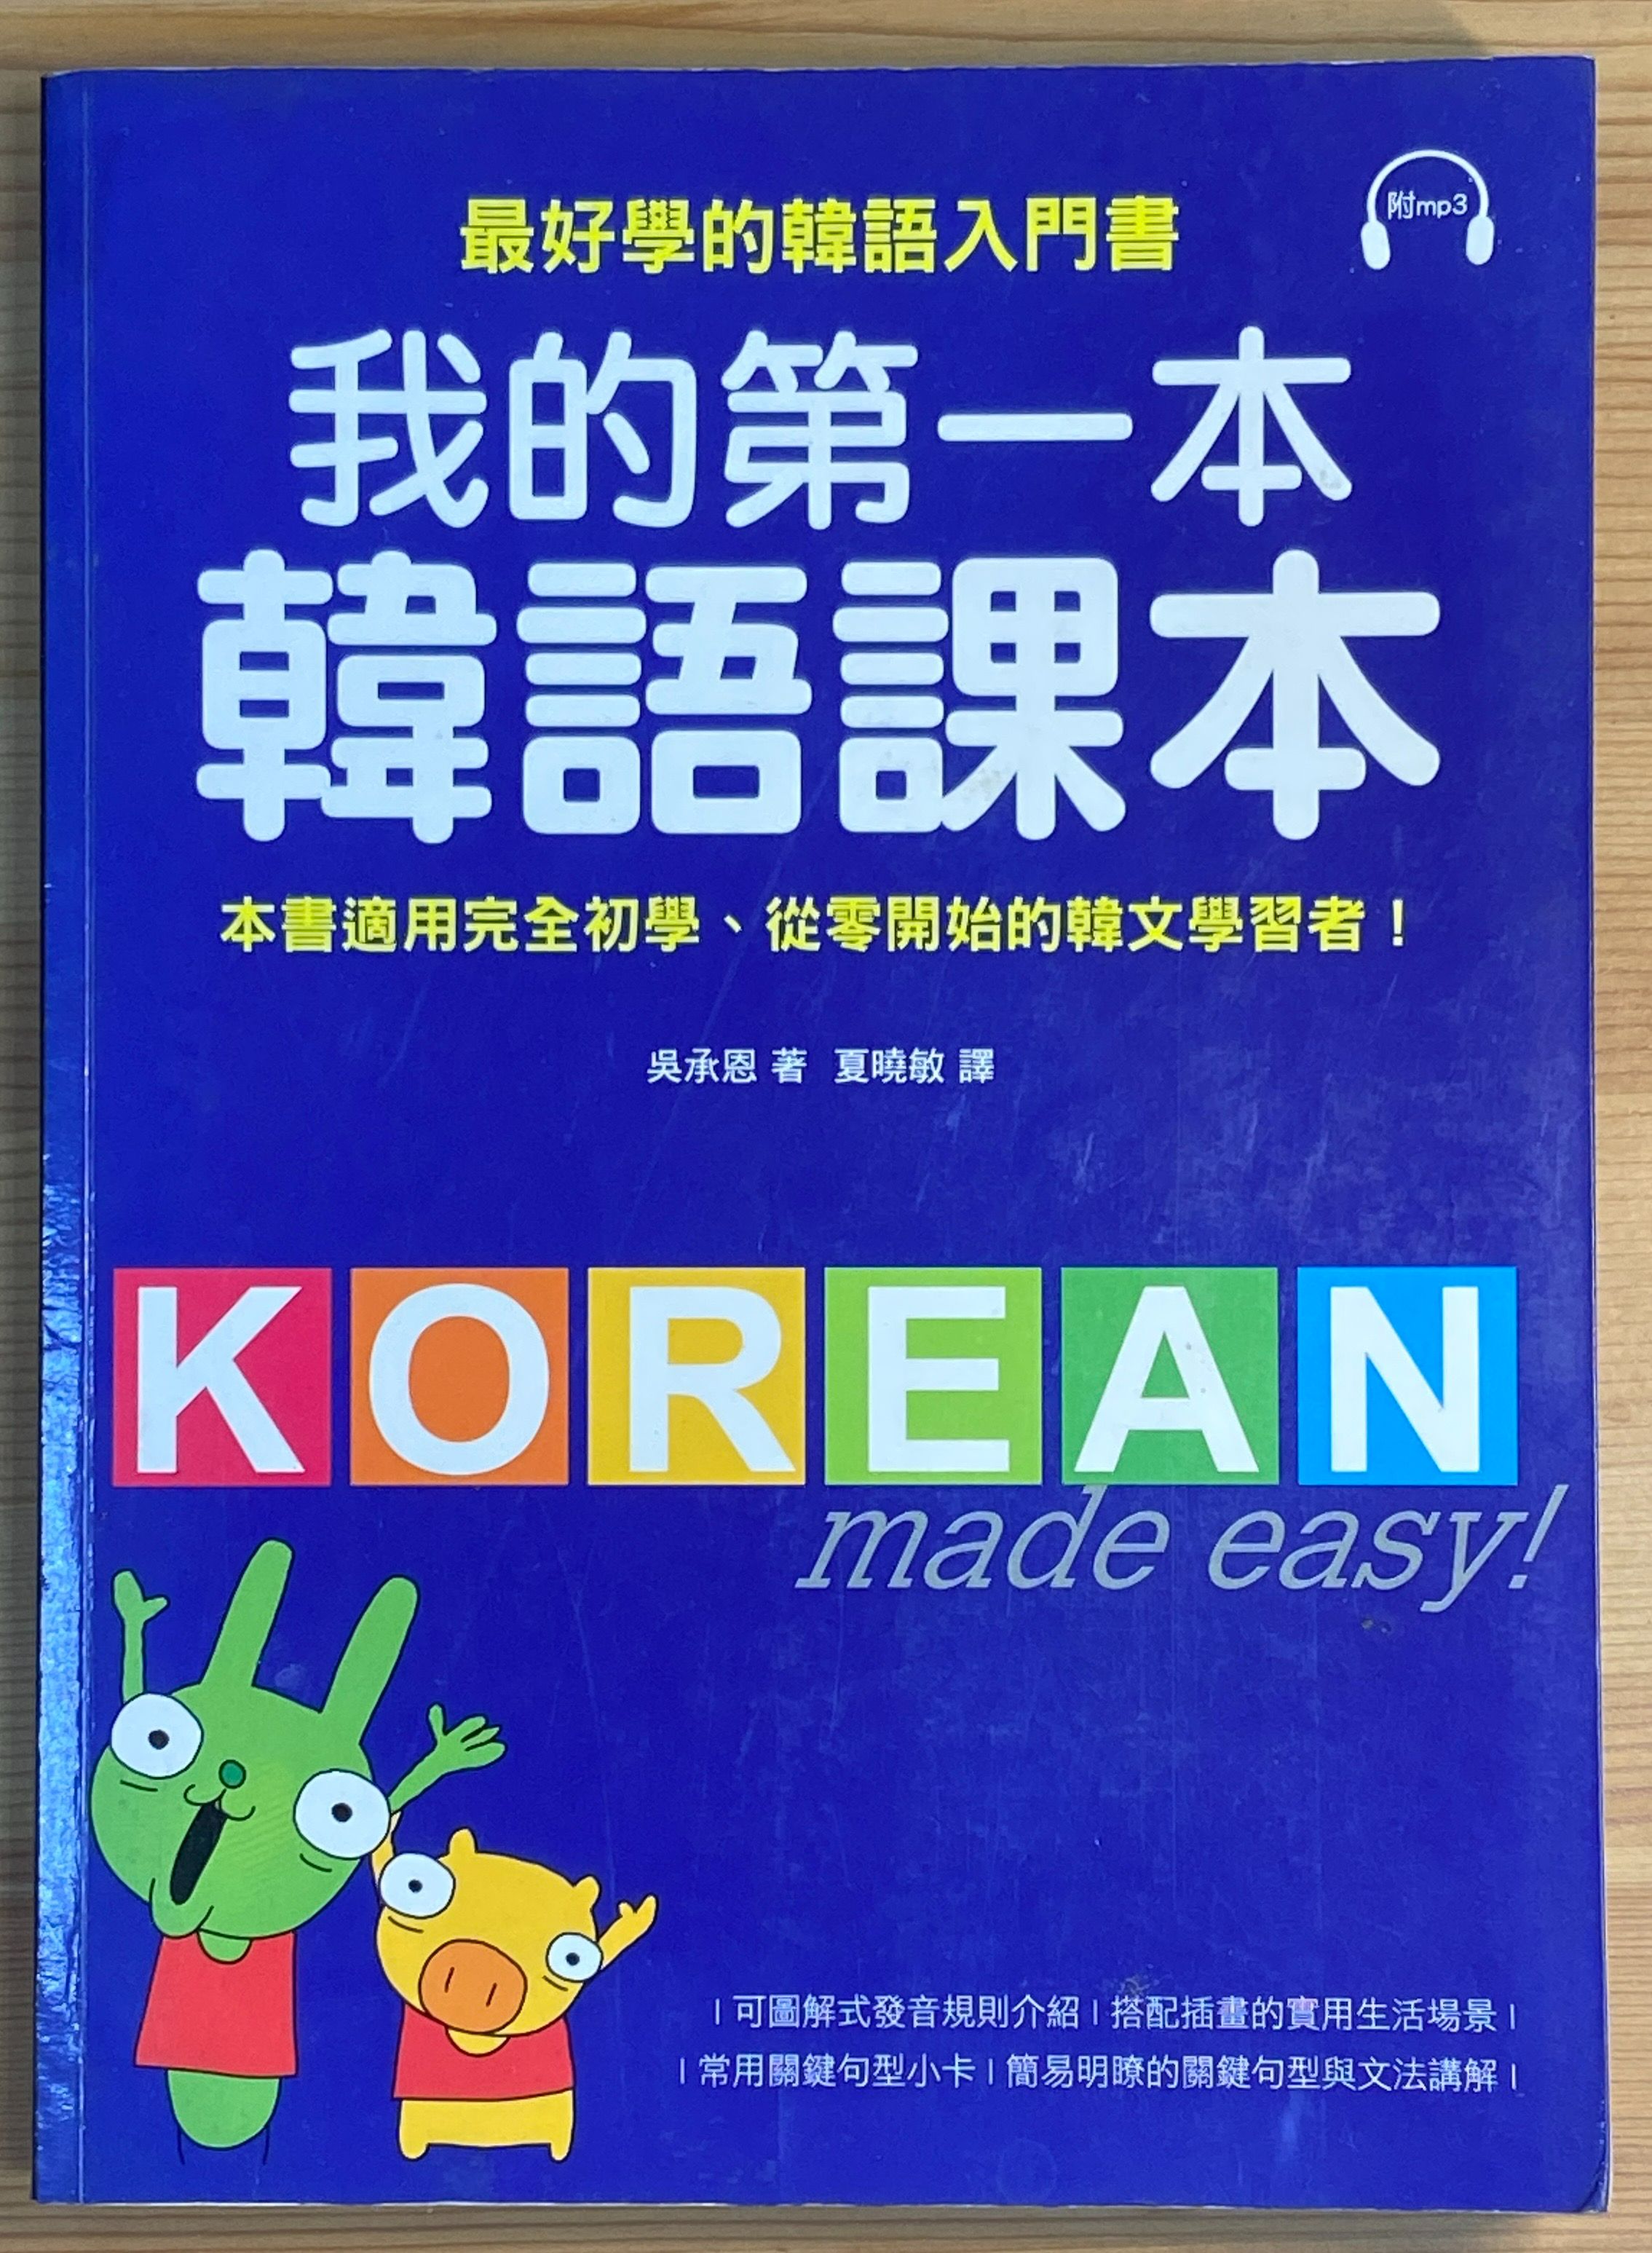 附mp3
最好學的韓語入門書
我的第一本
韓語課本
本書適用完全初學、從零開始的韓文學習者！
吳承恩 著 夏曉敏 譯
KOREAN
made easy!
| 可圖解式發音規則介紹 | 搭配插畫的實用生活場景 |
| 常用關鍵句型小卡 | 簡易明瞭的關鍵句型與文法講解 |